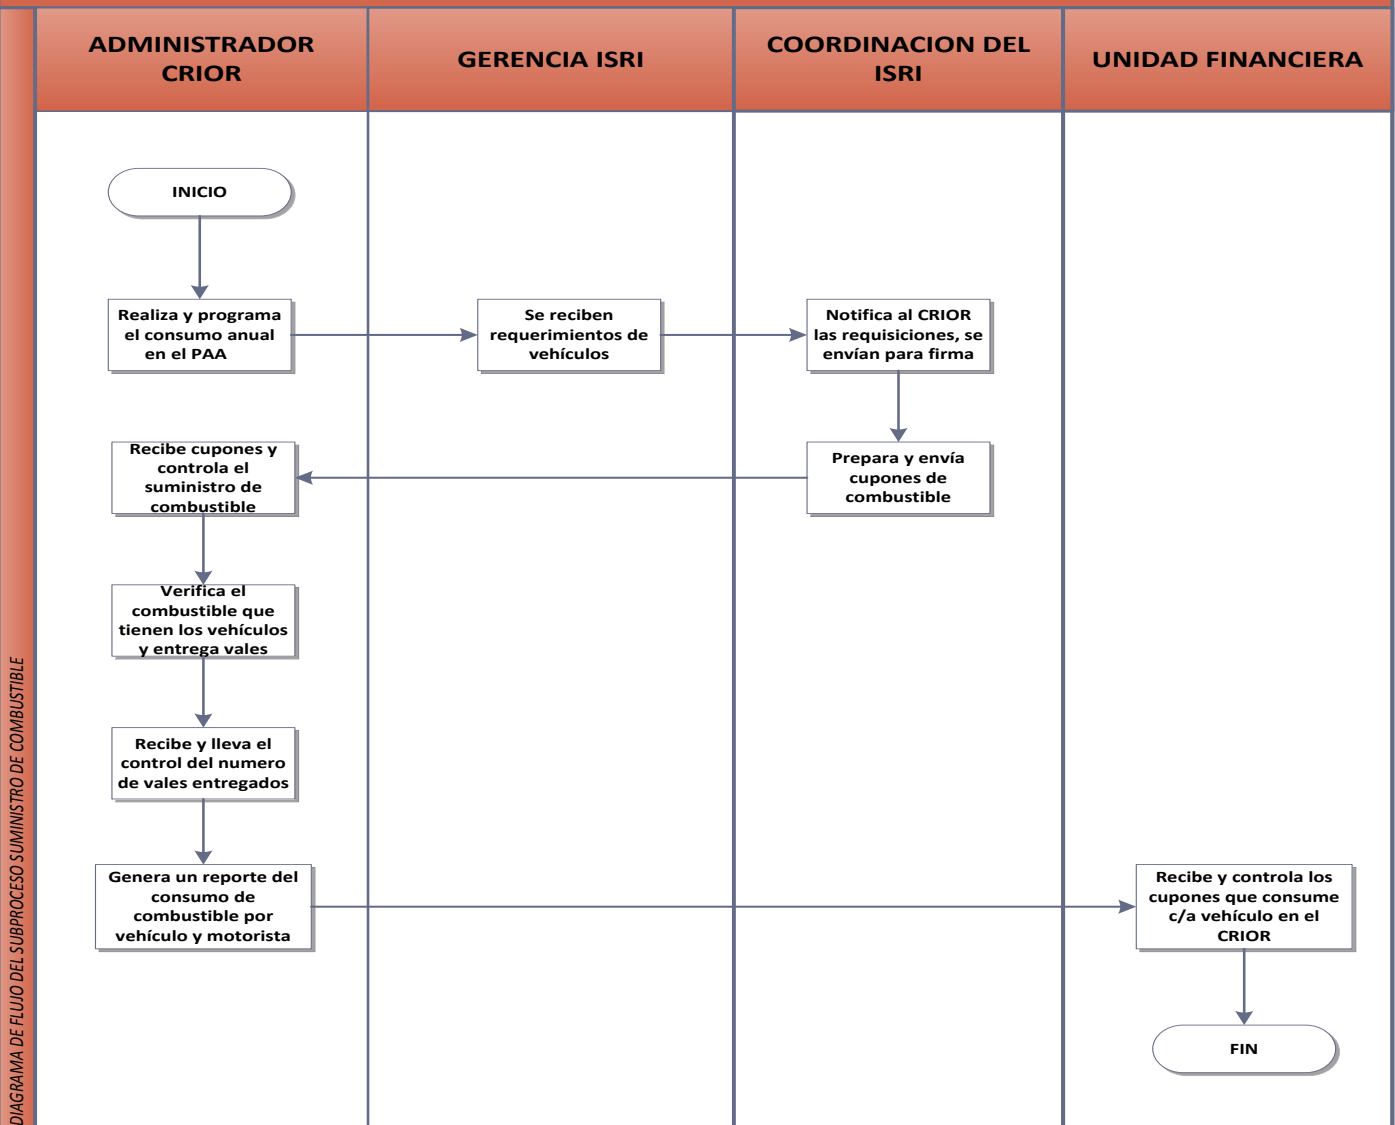 ADMINISTRADOR
CRIOR
GERENCIA ISRI
COORDINACION DEL
ISRI
UNIDAD FINANCIERA
DIAGRAMA DE FLUJO DEL SUBPROCESO SUMINISTRO DE COMBUSTIBLE
INICIO
Realiza y programa
el consumo anual
en el PAA
Se reciben
requerimientos de
vehículos
Notifica al CRIOR
las requisiciones, se
envían para firma
Recibe cupones y
controla el
suministro de
combustible
Prepara y envía
cupones de
combustible
Verifica el
combustible que
tienen los vehículos
y entrega vales
Recibe y lleva el
control del numero
de vales entregados
Genera un reporte del
consumo de
combustible por
vehículo y motorista
Recibe y controla los
cupones que consume
c/a vehículo en el
CRIOR
FIN